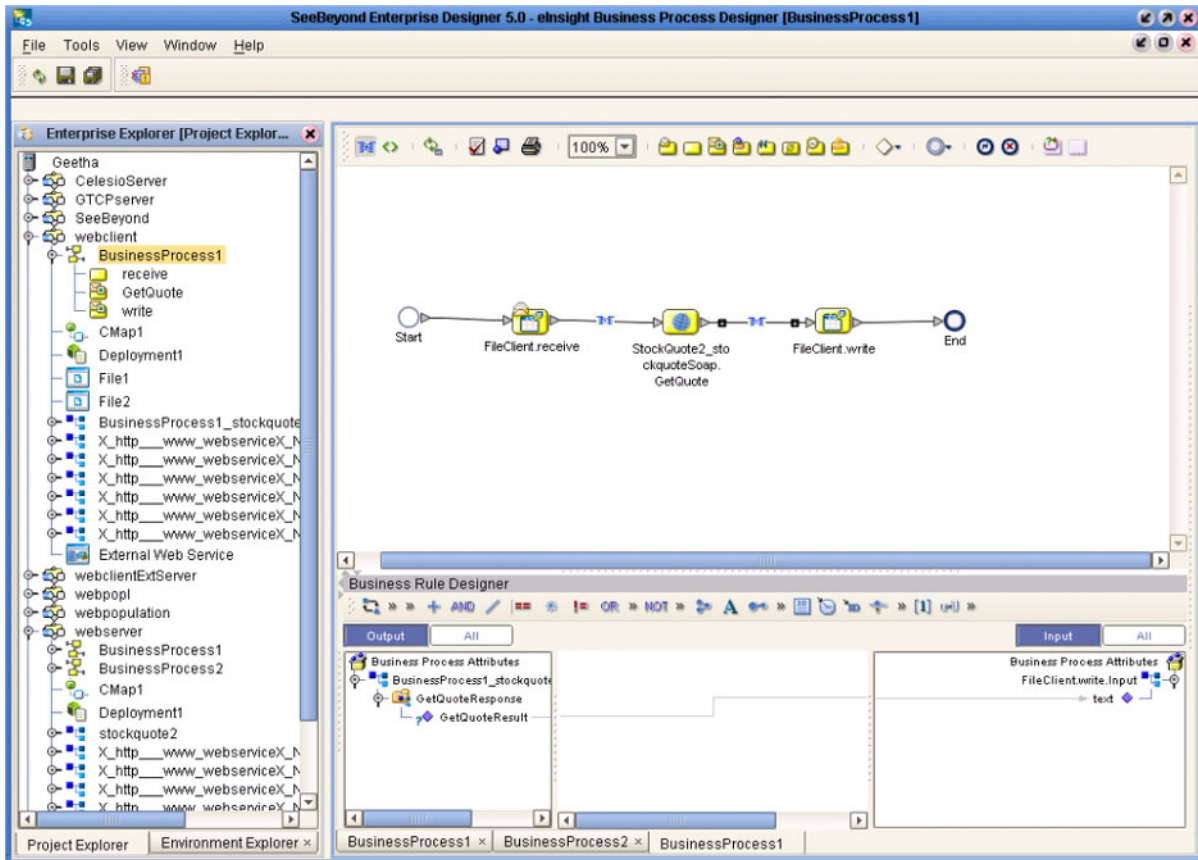 SeeBeyond Enterprise Designer 5.0 - eInsight Business Process Designer [BusinessProcess1]
File Tools View Window Help
Enterprise Explorer [Project Explor...
Geetha
CelesioServer
GTCPserver
SeeBeyond
webclient
BusinessProcess1
receive
GetQuote
write
CMap1
Deployment1
File1
File2
BusinessProcess1_stockquote
X_http___www_webserviceX_N
X_http___www_webserviceX_N
X_http___www_webserviceX_N
X_http___www_webserviceX_N
X_http___www_webserviceX_N
X_http___www_webserviceX_N
External Web Service
webclientExtServer
webpopl
webpopulation
webserver
BusinessProcess1
BusinessProcess2
CMap1
Deployment1
stockquote2
X_http___www_webserviceX_N
X_http___www_webserviceX_N
X_http___www_webserviceX_N
X_http___www_webserviceX_N
Project Explorer
Environment Explorer ×
100%
Start
FileClient.receive
StockQuote2_sto
ckquoteSoap.
GetQuote
FileClient.write
End
Business Rule Designer
AND == != OR NOT A [1]
Output All
Input All
Business Process Attributes
BusinessProcess1_stockquote
GetQuoteResponse
GetQuoteResult
Business Process Attributes
FileClient.write.Input
text
BusinessProcess1 × BusinessProcess2 × BusinessProcess1